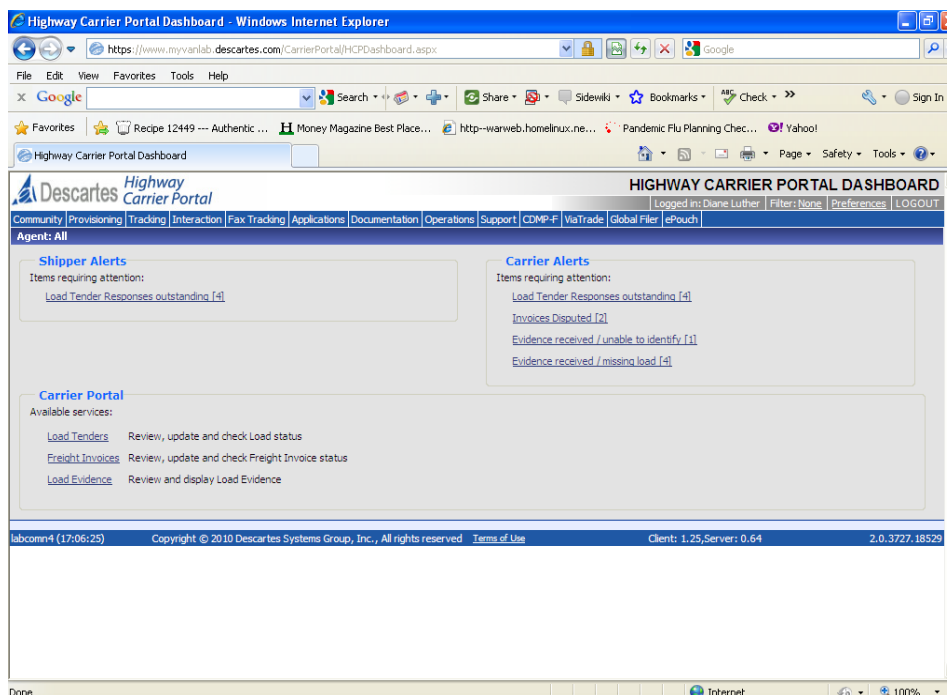 Highway Carrier Portal Dashboard - Windows Internet Explorer
https://www.myvanlab.descartes.com/CarrierPortal/HCPDashboard.aspx Google
File Edit View Favorites Tools Help
x Google Search Share Sidewiki Bookmarks ABC Check >> Sign In
Favorites Recipe 12449 --- Authentic ... H Money Magazine Best Place... http--warweb.homelinux.ne... Pandemic Flu Planning Chec... Yahoo!
Highway Carrier Portal Dashboard Page Safety Tools
Descartes Highway Carrier Portal HIGHWAY CARRIER PORTAL DASHBOARD
Logged in: Diane Luther Filter: None Preferences LOGOUT
Community Provisioning Tracking Interaction Fax Tracking Applications Documentation Operations Support CDMP-F ViaTrade Global Filer ePouch
Agent: All
Shipper Alerts
Items requiring attention:
Load Tender Responses outstanding [4]
Carrier Alerts
Items requiring attention:
Load Tender Responses outstanding [4]
Invoices Disputed [2]
Evidence received / unable to identify [1]
Evidence received / missing load [4]
Carrier Portal
Available services:
Load Tenders Review, update and check Load status
Freight Invoices Review, update and check Freight Invoice status
Load Evidence Review and display Load Evidence
labcomn4 (17:06:25) Copyright © 2010 Descartes Systems Group, Inc., All rights reserved Terms of Use Client: 1.25,Server: 0.64 2.0.3727.18529
Done Internet 100%